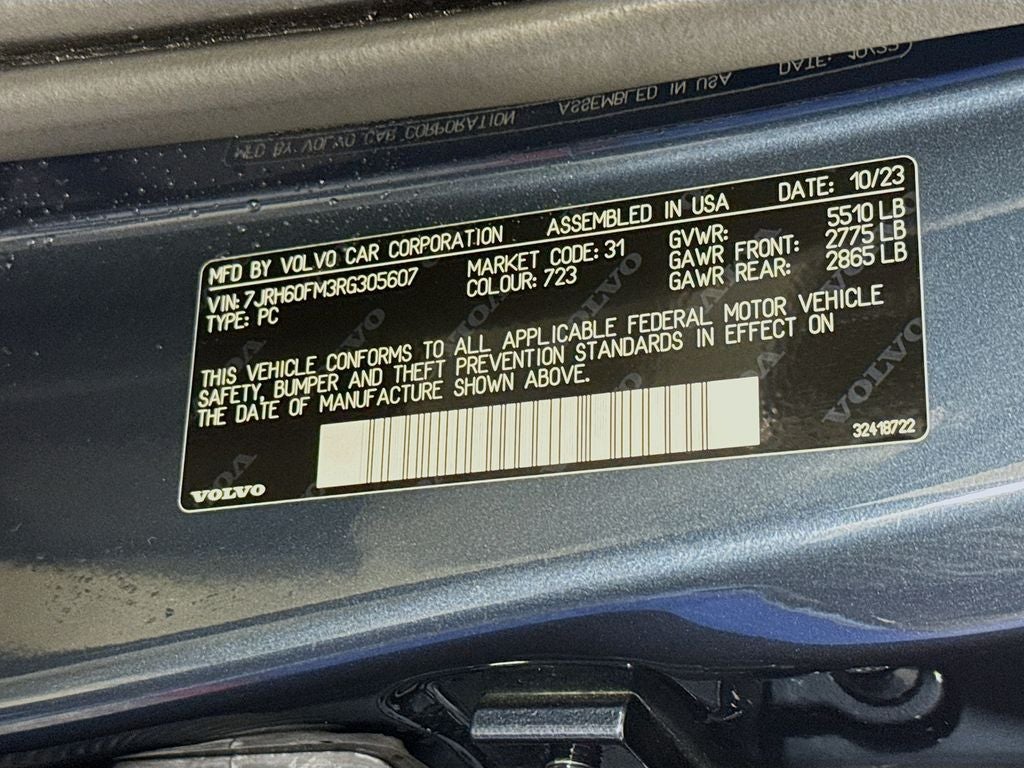 MFD BY VOLVO CAR CORPORATION ASSEMBLED IN USA DATE: 10/23
VIN: 7JRH60FM3RG305607 MARKET CODE: 31 GVWR: 5510 LB
TYPE: PC COLOUR: 723 GAWR FRONT: 2775 LB
GAWR REAR: 2865 LB
THIS VEHICLE CONFORMS TO ALL APPLICABLE FEDERAL MOTOR VEHICLE
SAFETY, BUMPER AND THEFT PREVENTION STANDARDS IN EFFECT ON
THE DATE OF MANUFACTURE SHOWN ABOVE.
VOLVO 32418722